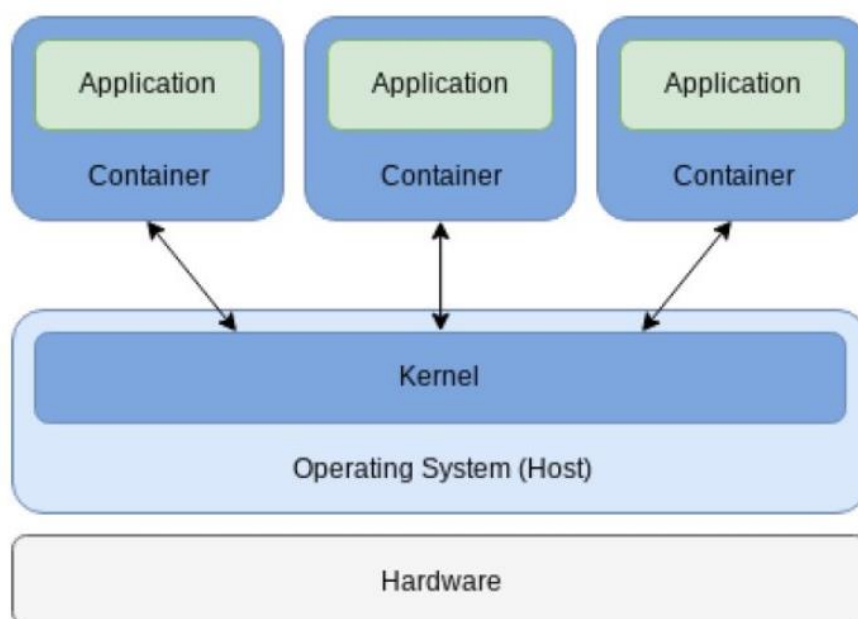 Application
Application
Application
Container
Container
Container
Kernel
Operating System (Host)
Hardware